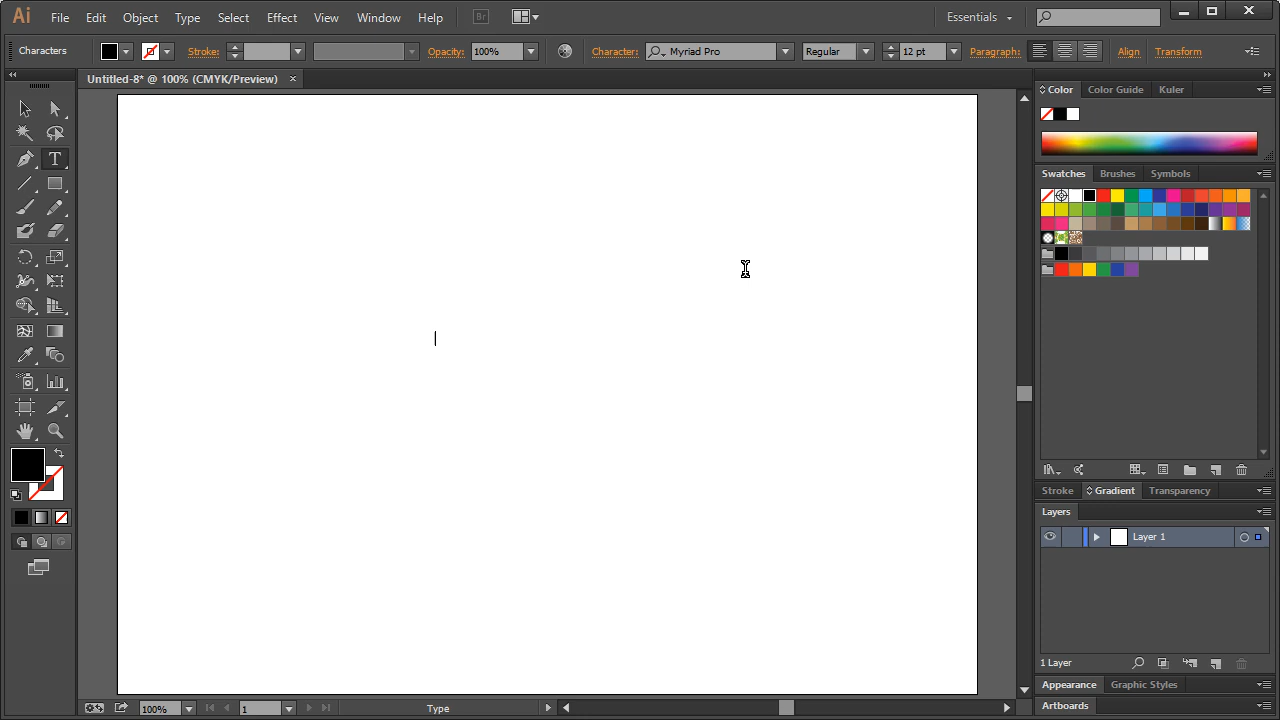 Ai File Edit Object Type Select Effect View Window Help Br Essentials
Characters Stroke: Opacity: 100% Character: Myriad Pro Regular 12 pt Paragraph: Align Transform
Untitled-8* @ 100% (CMYK/Preview)
Color Color Guide Kuler
T
Swatches Brushes Symbols
Stroke Gradient Transparency
Layers
Layer 1
1 Layer
Appearance Graphic Styles
Artboards
100% 1 Type